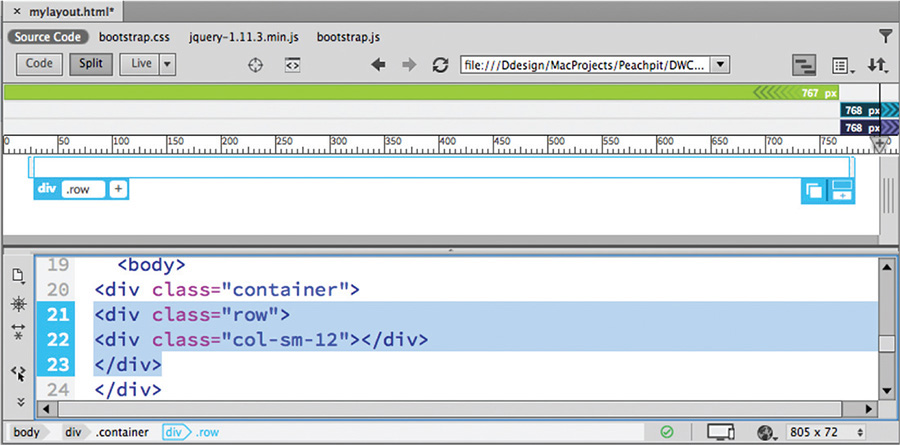 × mylayout.html*
Source Code bootstrap.css jquery-1.11.3.min.js bootstrap.js
Code Split Live file:///Ddesign/MacProjects/Peachpit/DWC...
767 px
768 px
768 px
0 50 100 150 200 250 300 350 400 450 500 550 600 650 700 750
div .row +
19 <body>
20 <div class="container">
21 <div class="row">
22 <div class="col-sm-12"></div>
23 </div>
24 </div>
body div .container div .row 805 x 72